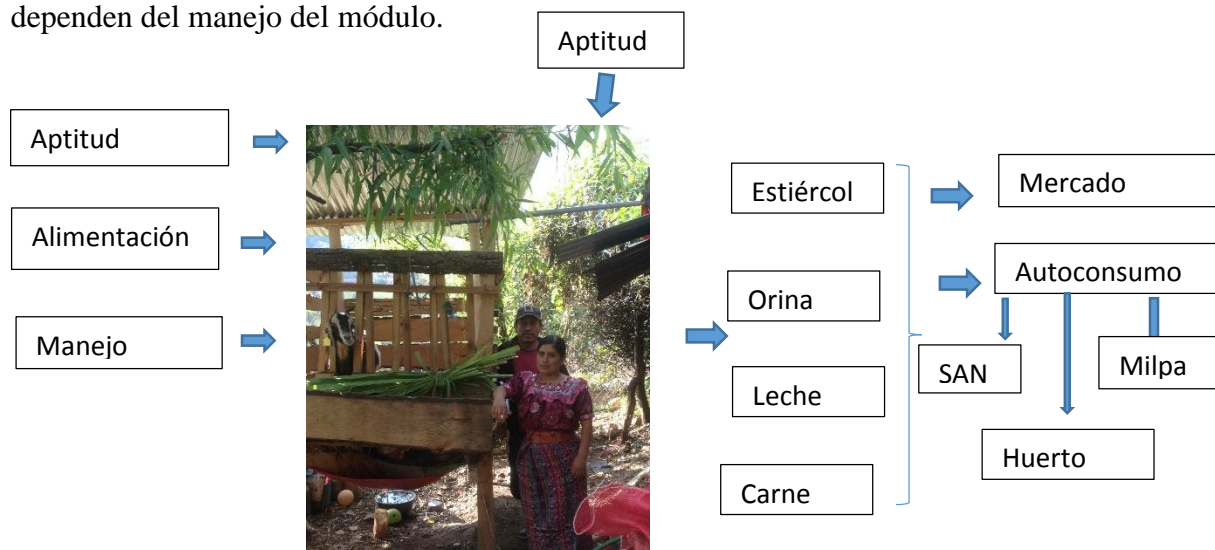 dependen del manejo del módulo.
Aptitud
Aptitud
Alimentación
Manejo
Estiércol
Orina
Leche
Carne
Mercado
Autoconsumo
SAN
Milpa
Huerto